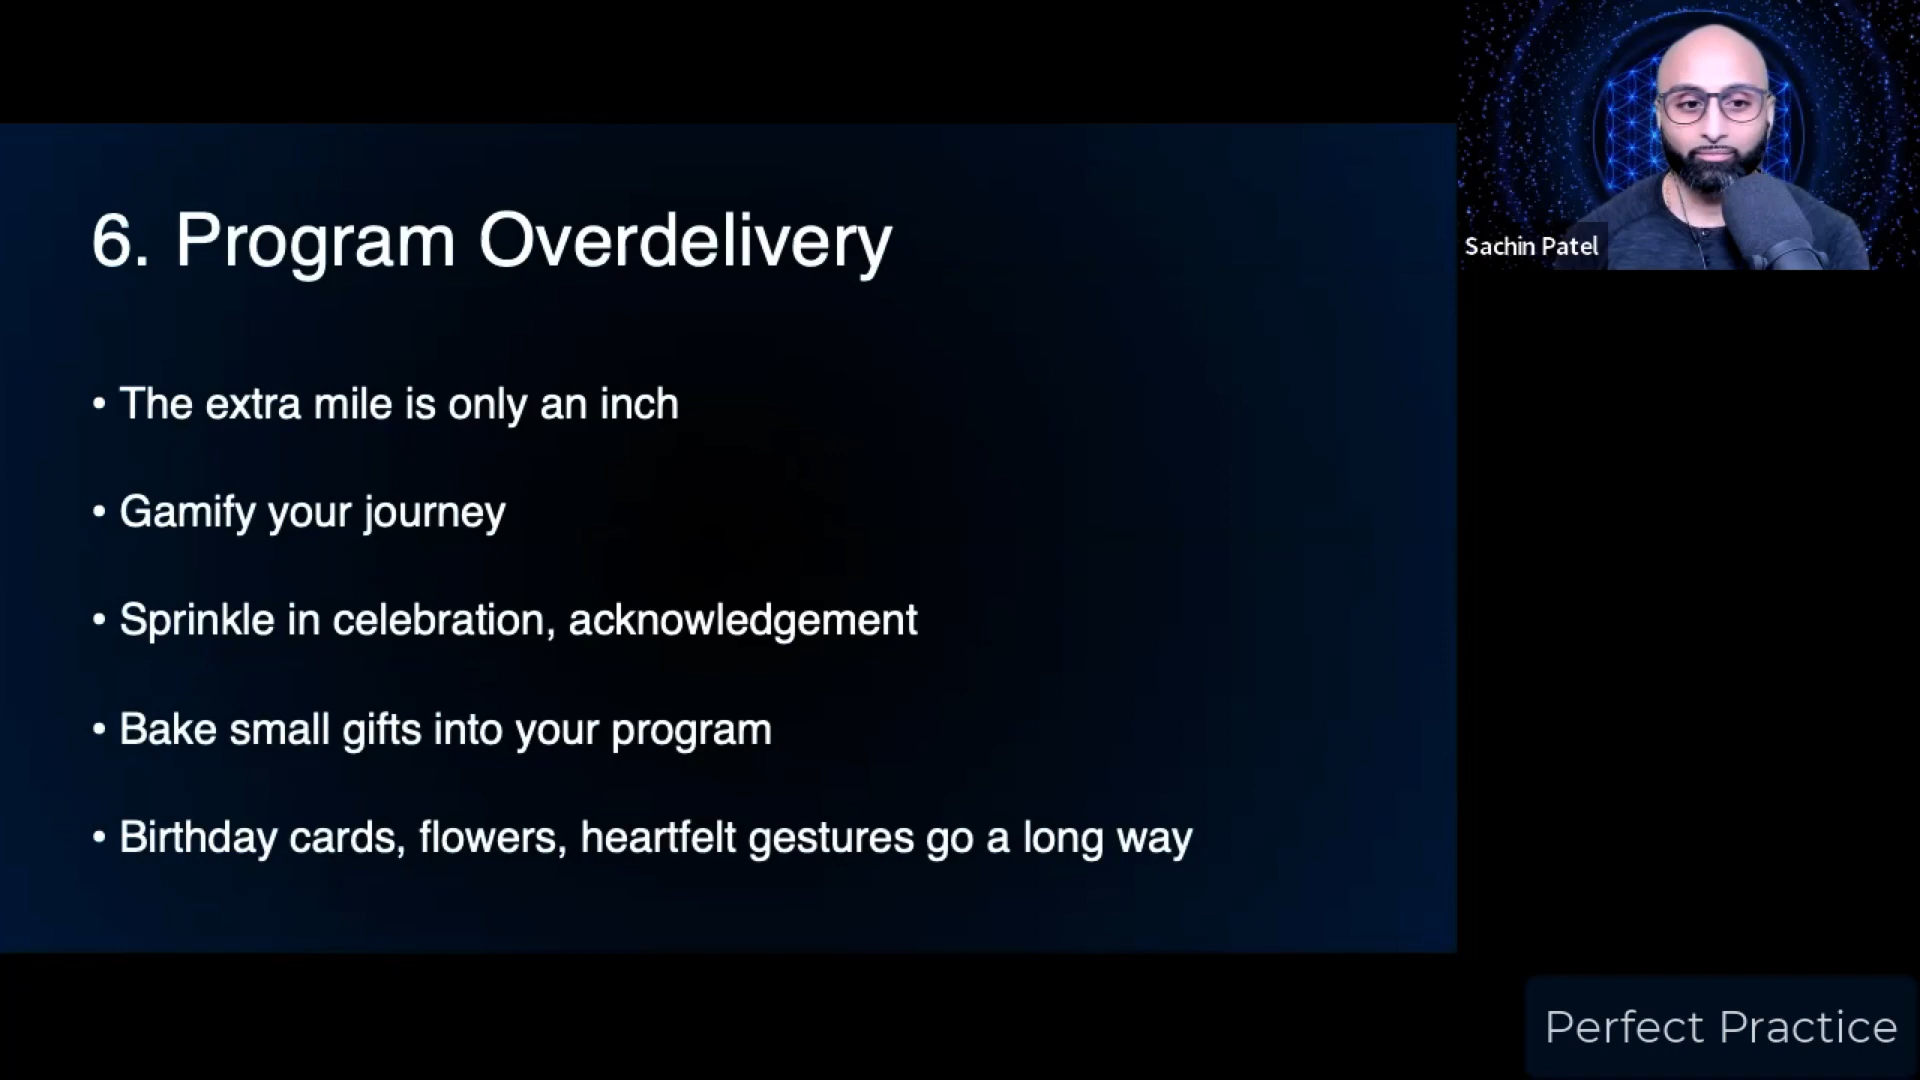 6. Program Overdelivery
• The extra mile is only an inch
• Gamify your journey
• Sprinkle in celebration, acknowledgement
• Bake small gifts into your program
• Birthday cards, flowers, heartfelt gestures go a long way
Sachin Patel
Perfect Practice